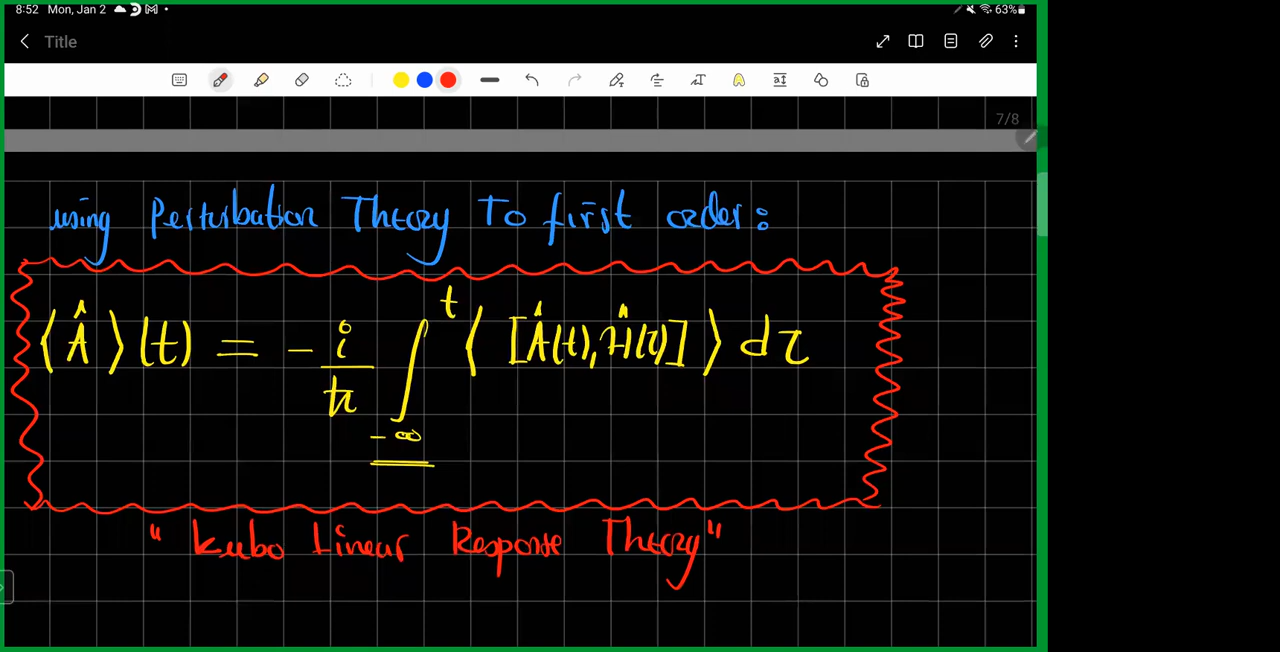 8:52 Mon, Jan 2 63%
Title
7/8
using Perturbation Theory To first order:
⟨Â⟩(t) = -i/ħ ∫_{-∞}^{t} ⟨[Â(t), Ĥ(τ)]⟩ dτ
"Kubo Linear Response Theory"